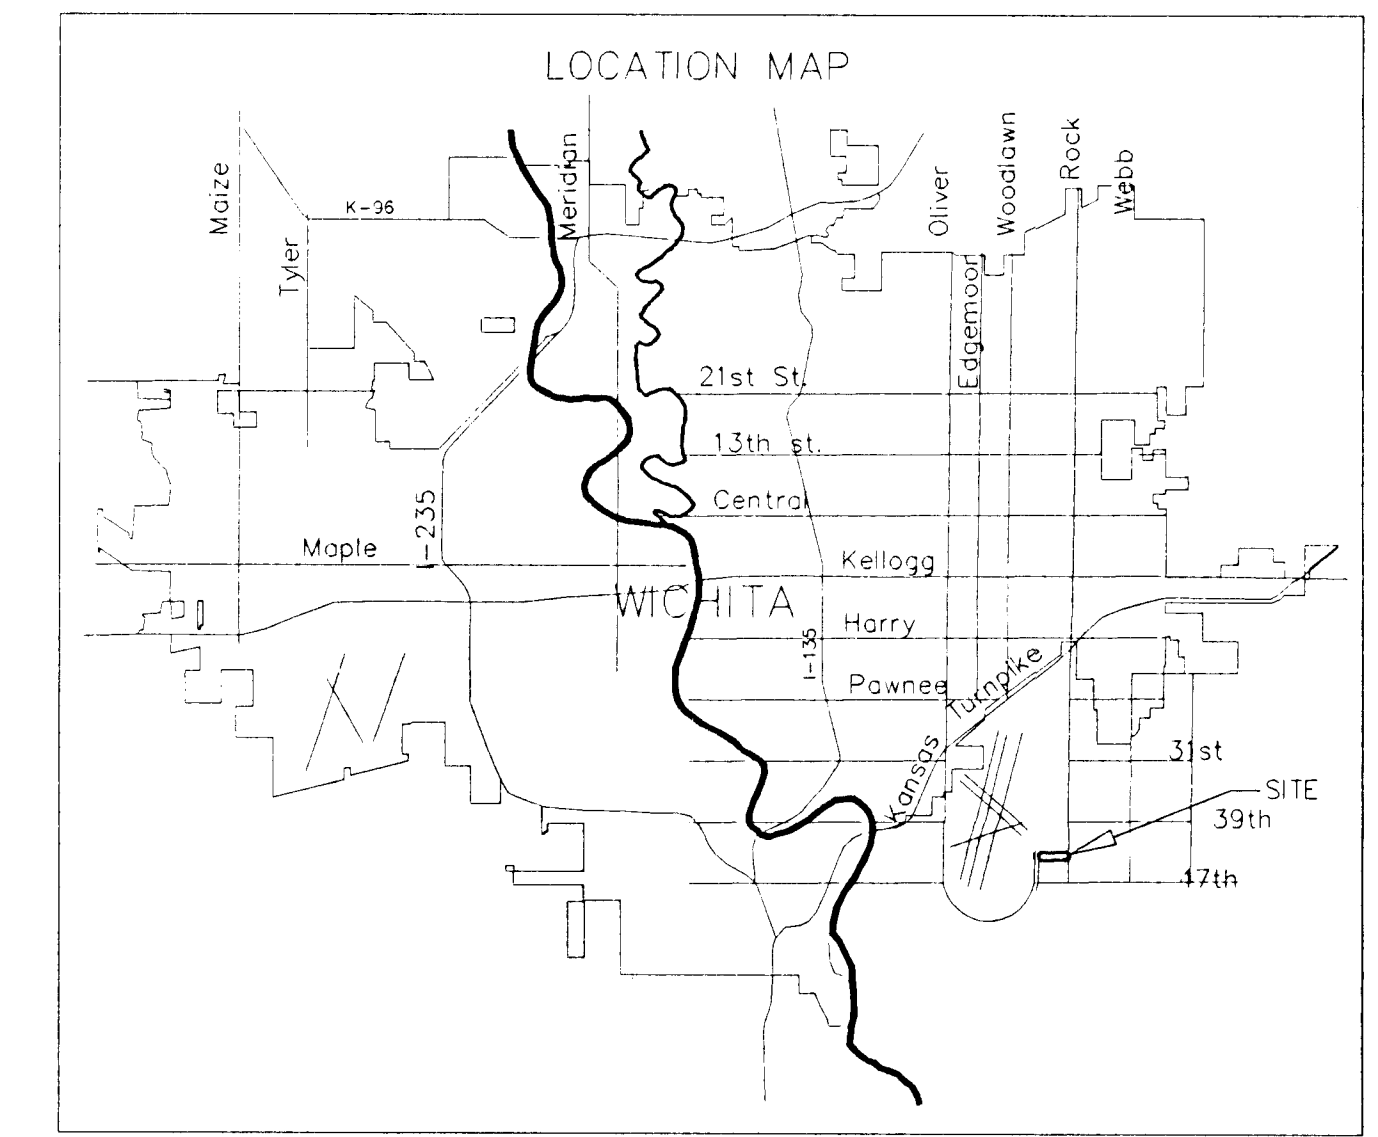 LOCATION MAP
Maize
Tyler
K-96
Meridian
Oliver
Woodlawn
Rock
Webb
Edgemoor
21st St.
13th st.
Central
I-235
Maple
Kellogg
WICHITA
Harry
I-135
Pawnee
Kansas Turnpike
31st
SITE
39th
47th